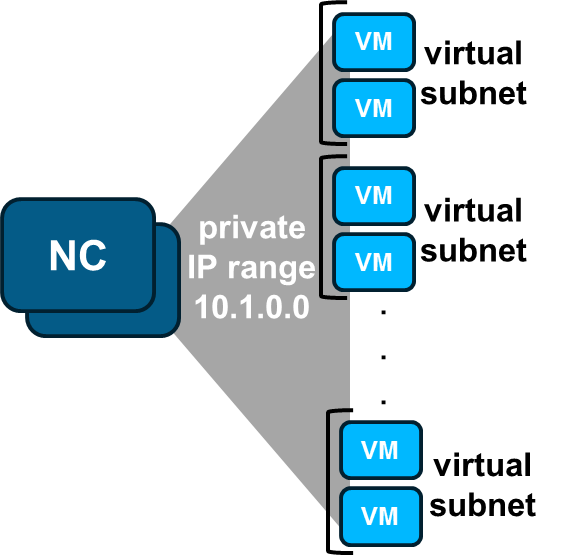 VM
VM
virtual
subnet
VM
VM
virtual
subnet
NC
private
IP range
10.1.0.0
.
.
.
VM
VM
virtual
subnet